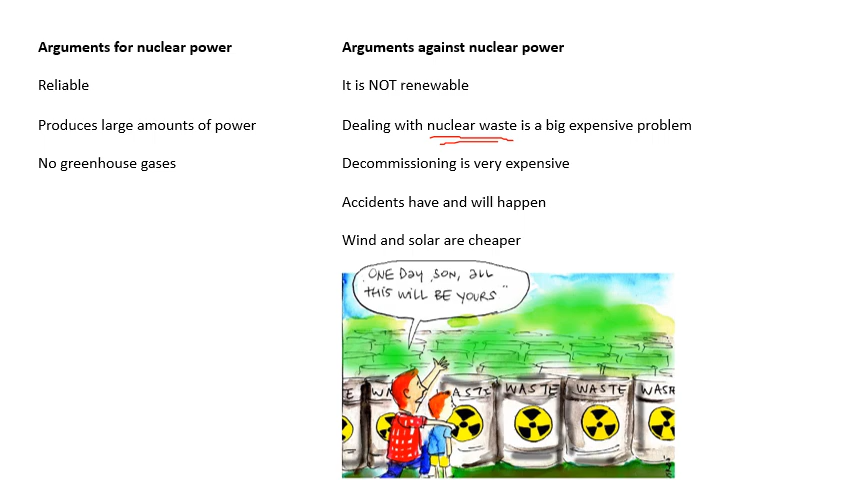 Arguments for nuclear power
Reliable
Produces large amounts of power
No greenhouse gases
Arguments against nuclear power
It is NOT renewable
Dealing with nuclear waste is a big expensive problem
Decommissioning is very expensive
Accidents have and will happen
Wind and solar are cheaper
ONE DAY, SON, ALL
THIS WILL BE YOURS"
WASTE WASTE